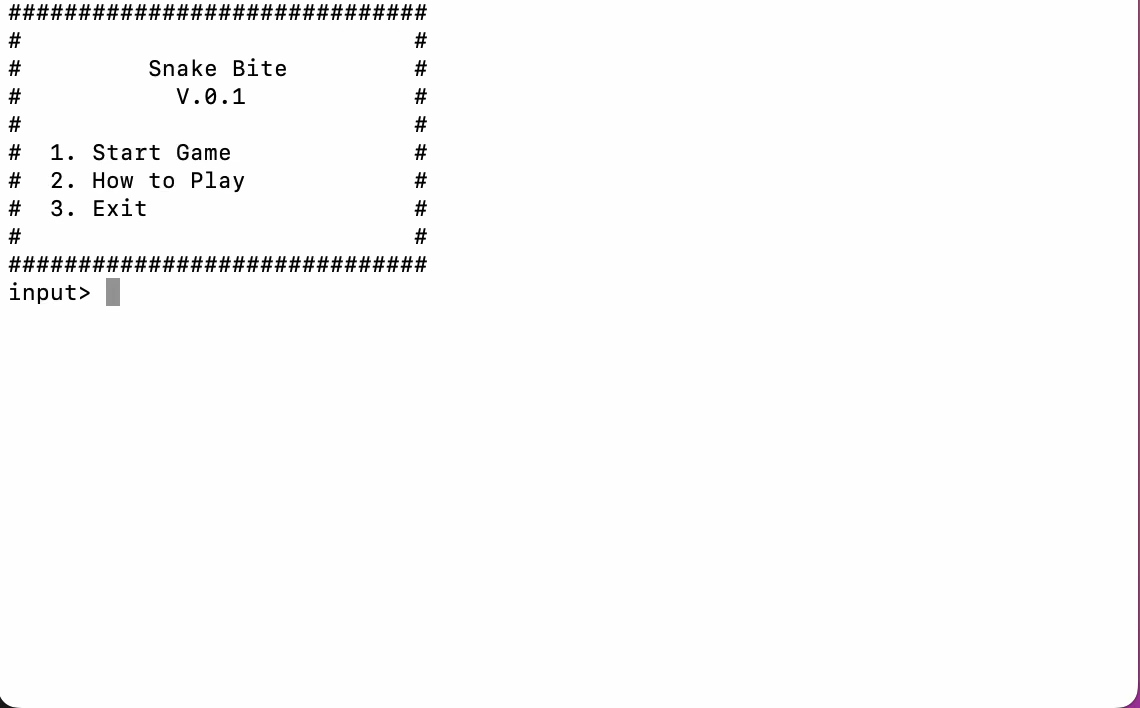 ##############################
#                            #
#         Snake Bite         #
#           V.0.1            #
#                            #
#  1. Start Game             #
#  2. How to Play            #
#  3. Exit                   #
#                            #
##############################
input>